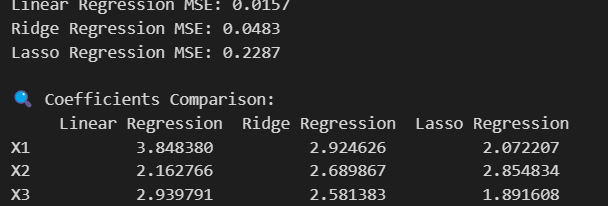 Linear Regression MSE: 0.0157
Ridge Regression MSE: 0.0483
Lasso Regression MSE: 0.2287
🔍 Coefficients Comparison:
Linear Regression  Ridge Regression  Lasso Regression
X1           3.848380          2.924626          2.072207
X2           2.162766          2.689867          2.854834
X3           2.939791          2.581383          1.891608